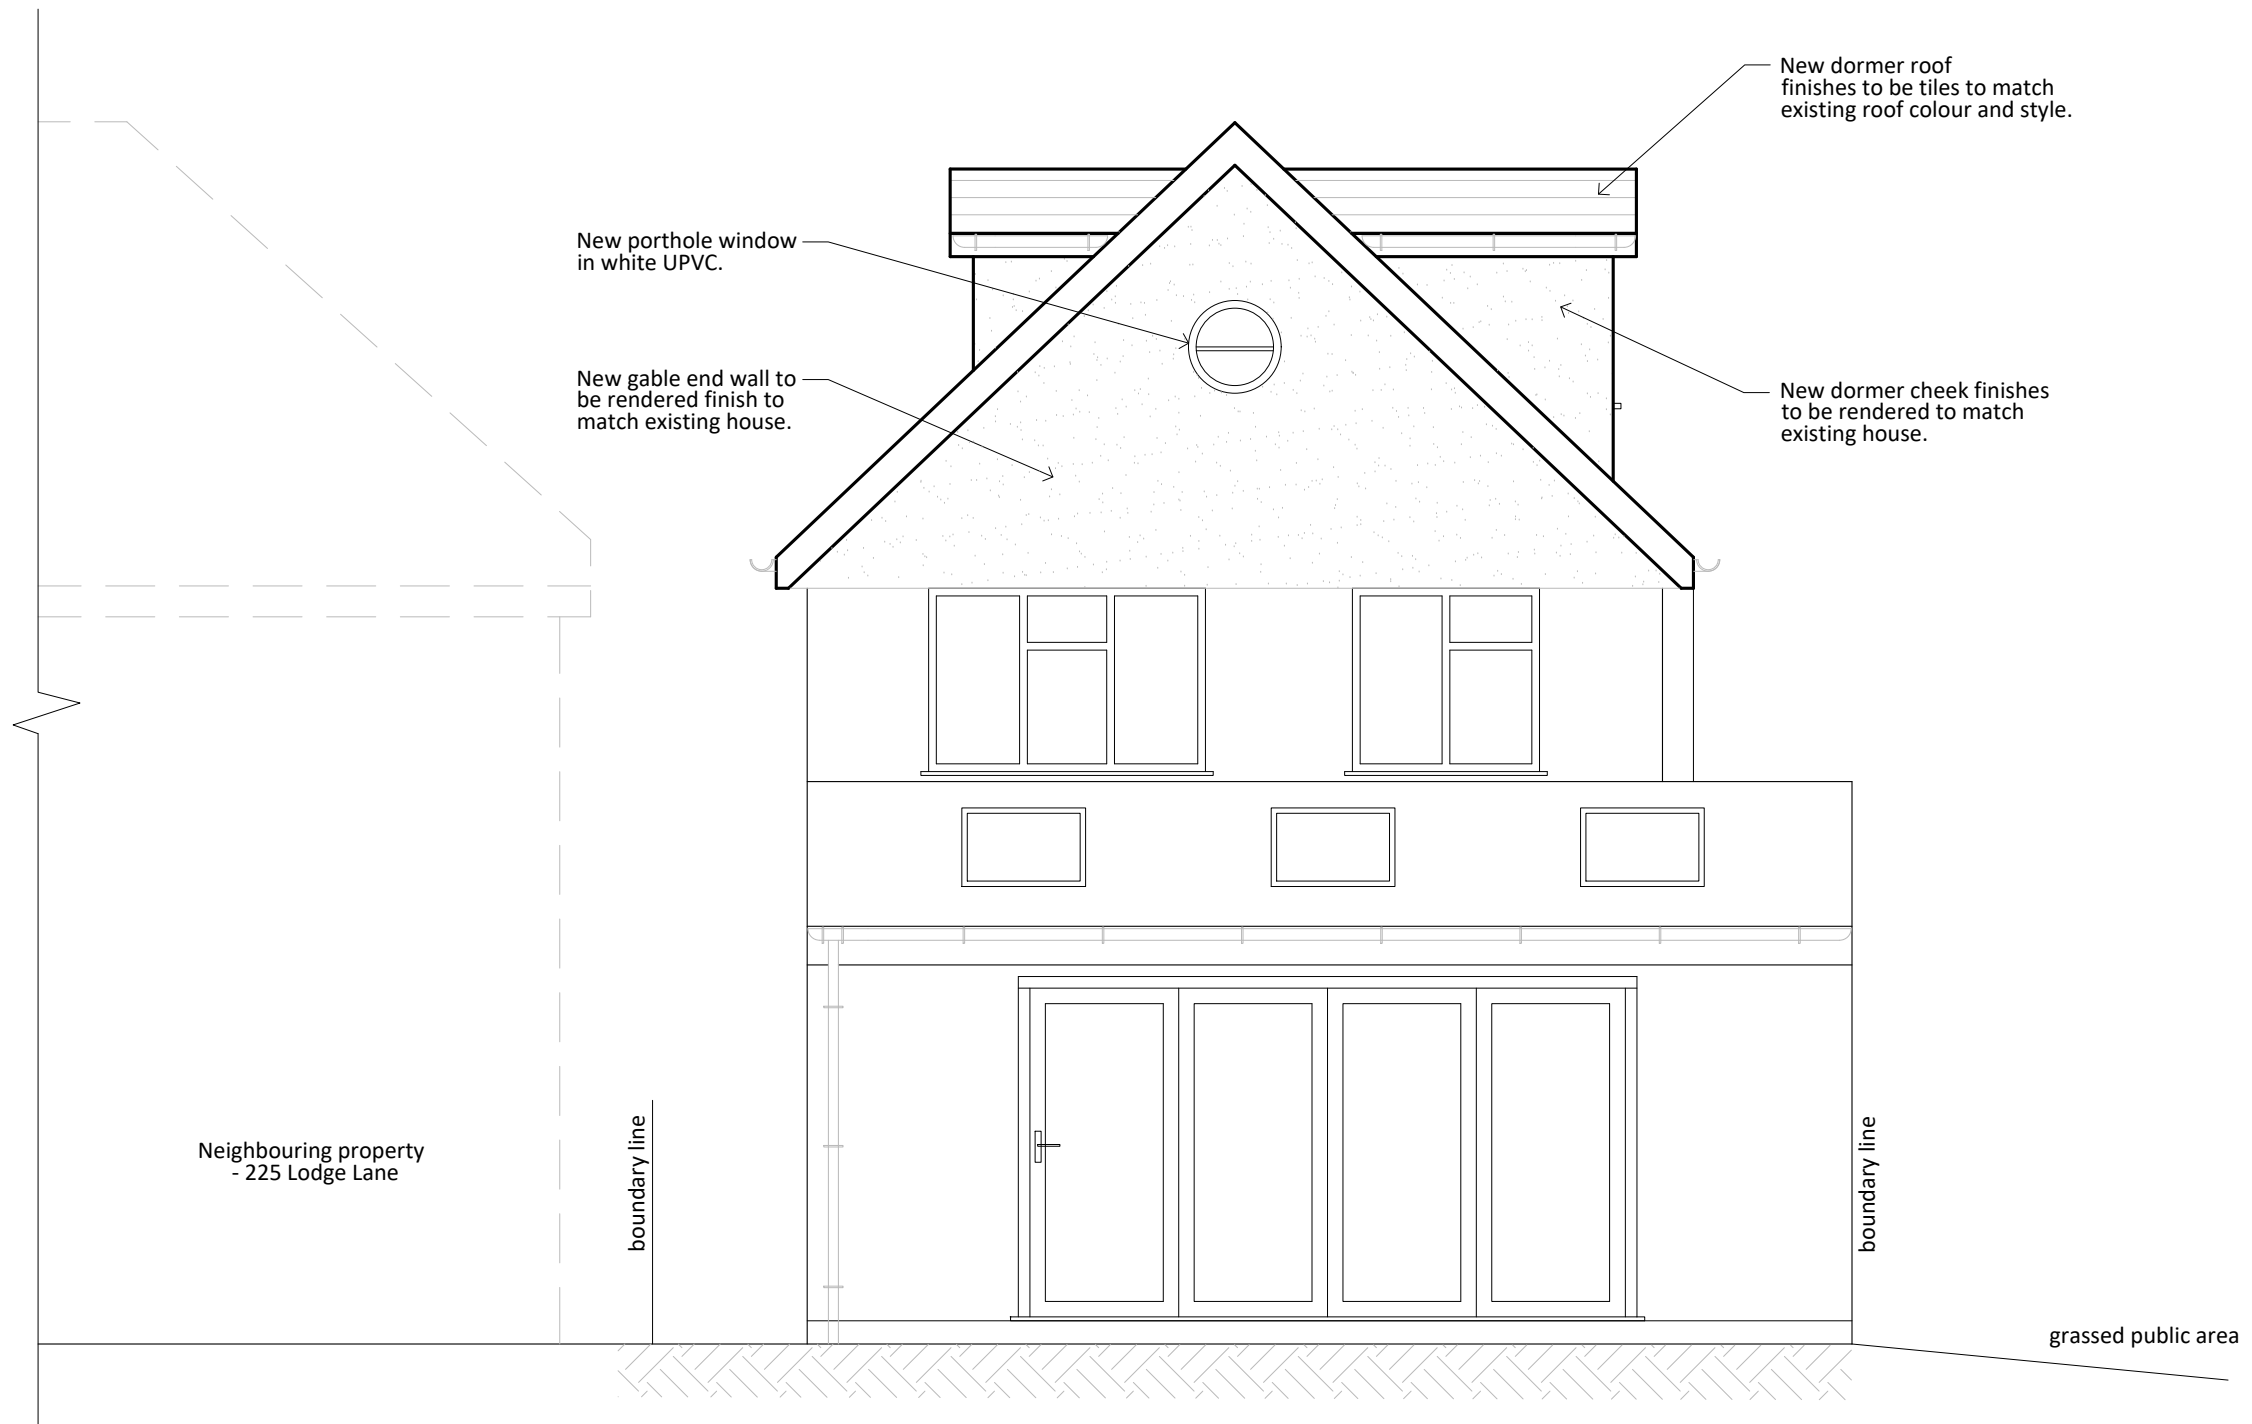 New dormer roof
finishes to be tiles to match
existing roof colour and style.
New porthole window
in white UPVC.
New gable end wall to
be rendered finish to
match existing house.
New dormer cheek finishes
to be rendered to match
existing house.
Neighbouring property
- 225 Lodge Lane
boundary line
boundary line
grassed public area